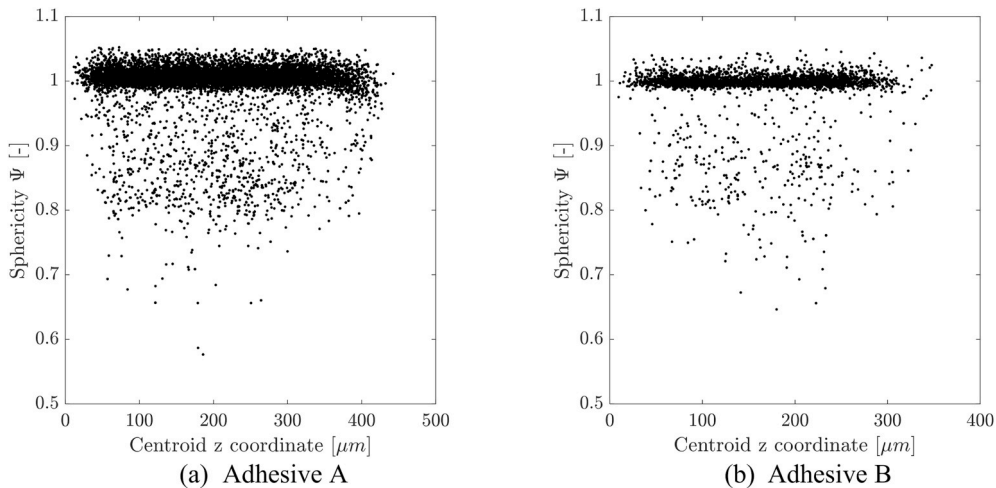 1.1
1
0.9
0.8
0.7
0.6
0.5
Sphericity Ψ [-]
0 100 200 300 400 500
Centroid z coordinate [μm]
(a) Adhesive A
1.1
1
0.9
0.8
0.7
0.6
0.5
Sphericity Ψ [-]
0 100 200 300 400
Centroid z coordinate [μm]
(b) Adhesive B